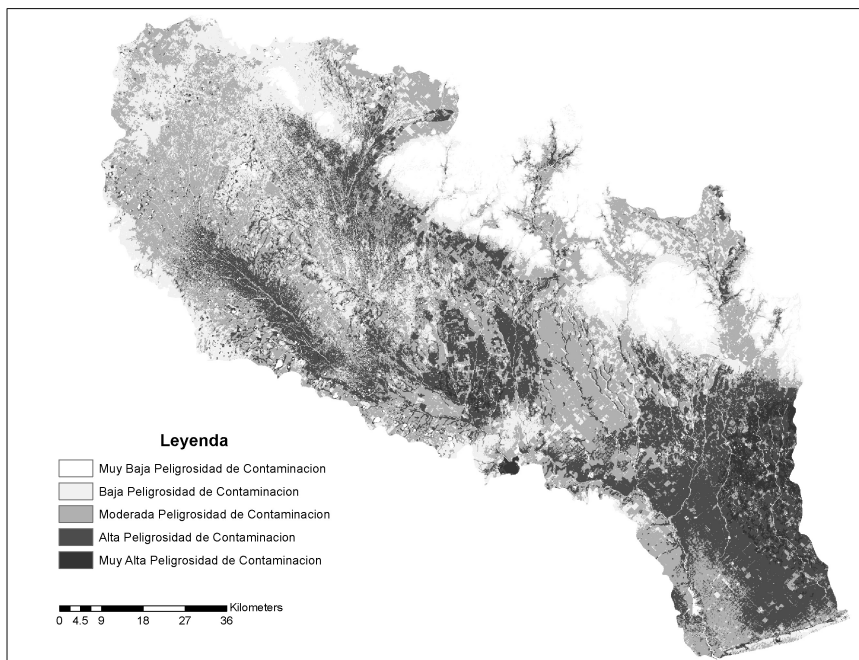 Leyenda
Muy Baja Peligrosidad de Contaminacion
Baja Peligrosidad de Contaminacion
Moderada Peligrosidad de Contaminacion
Alta Peligrosidad de Contaminacion
Muy Alta Peligrosidad de Contaminacion
Kilometers
0 4.5 9 18 27 36